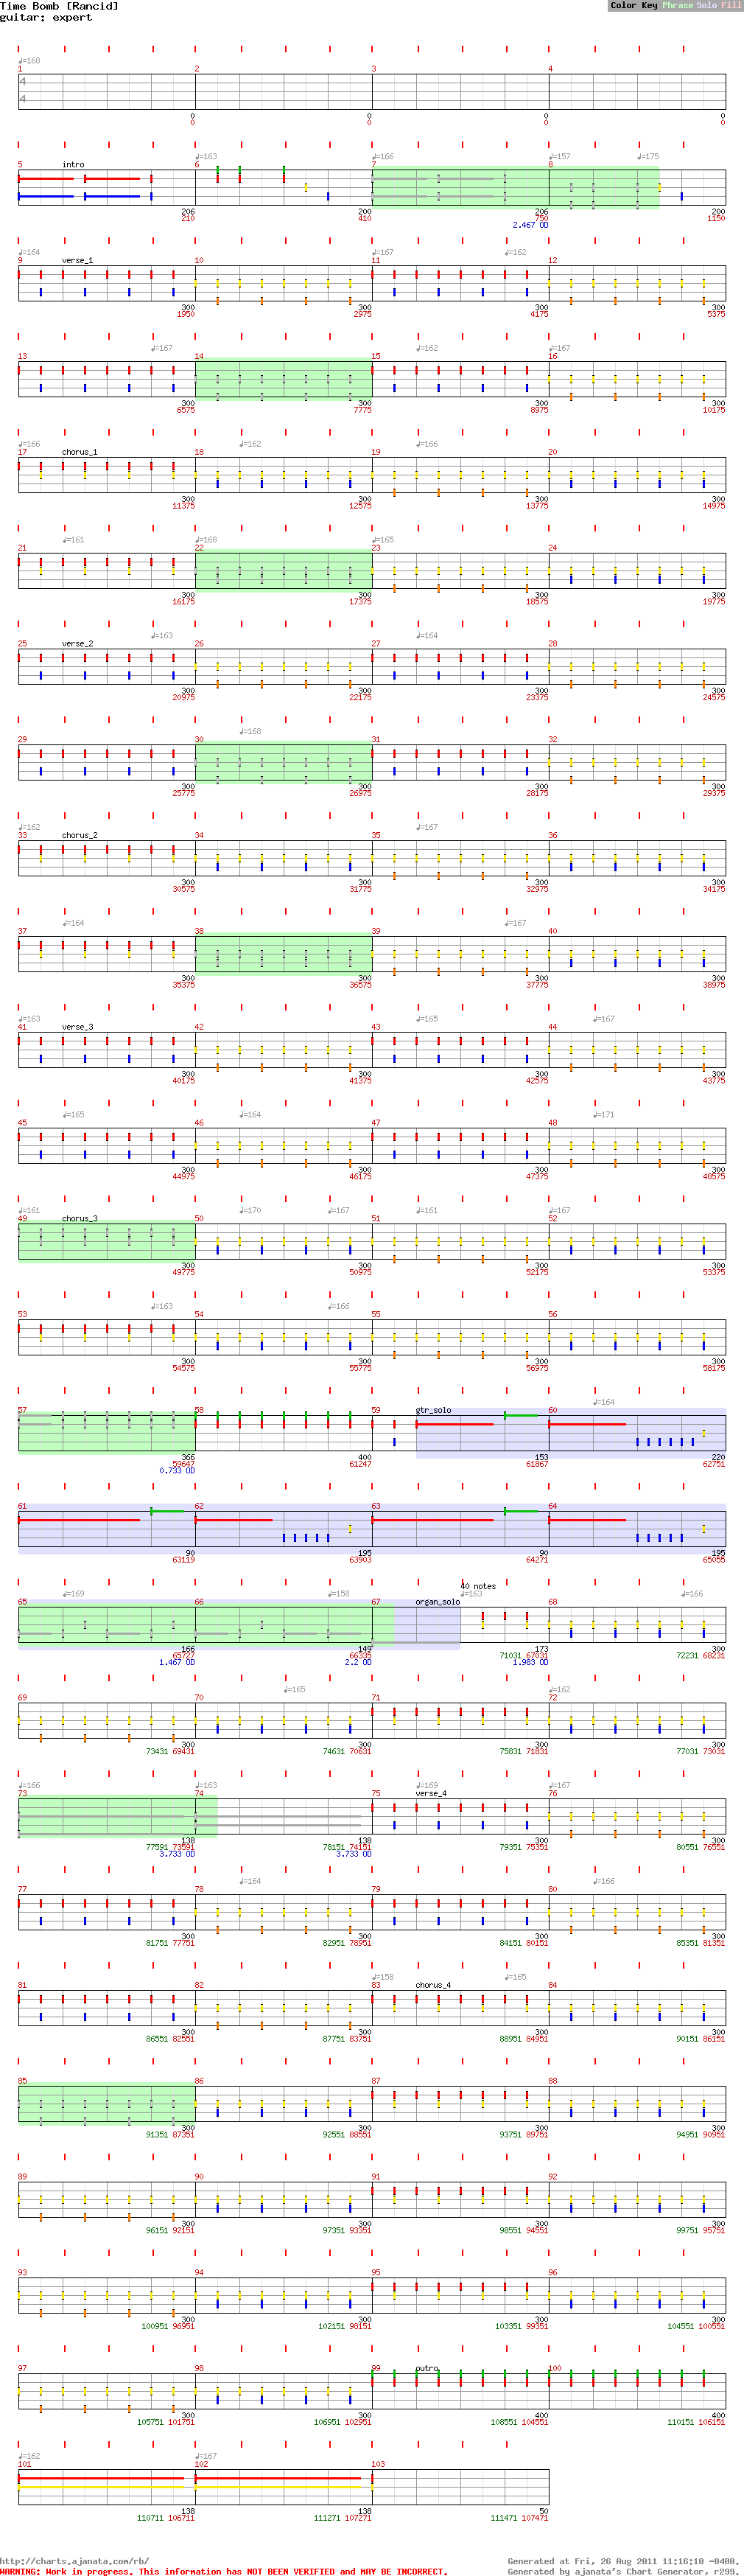 Time Bomb [Rancid] Color Key Phrase Solo Fill
guitar: expert
♩=168
1 2 3 4
4
4
0 0 0 0
0 0 0 0
♩=163 ♩=166 ♩=157 ♩=175
5 intro 6 7 8
206 206 206 200
210 410 750 1150
2.467 OD
♩=164 ♩=167 ♩=162
9 verse_1 10 11 12
300 300 300 300
1950 2975 4175 5375
♩=167 ♩=162 ♩=167
13 14 15 16
300 300 300 300
6575 7775 8975 10175
♩=166 ♩=162 ♩=166
17 chorus_1 18 19 20
300 300 300 300
11375 12575 13775 14975
♩=161 ♩=168 ♩=165
21 22 23 24
300 300 300 300
16175 17375 18575 19775
♩=163 ♩=164
25 verse_2 26 27 28
300 300 300 300
20975 22175 23375 24575
♩=168
29 30 31 32
300 300 300 300
25775 26975 28175 29375
♩=162 ♩=167
33 chorus_2 34 35 36
300 300 300 300
30575 31775 32975 34175
♩=164 ♩=167
37 38 39 40
300 300 300 300
35375 36575 37775 38975
♩=163 ♩=165 ♩=167
41 verse_3 42 43 44
300 300 300 300
40175 41375 42575 43775
♩=165 ♩=164 ♩=171
45 46 47 48
300 300 300 300
44975 46175 47375 48575
♩=161 ♩=170 ♩=167 ♩=161 ♩=167
49 chorus_3 50 51 52
300 300 300 300
49775 50975 52175 53375
♩=163 ♩=166
53 54 55 56
300 300 300 300
54575 55775 56975 58175
♩=164
57 58 59 gtr_solo 60
366 400 153 220
59647 61247 61867 62751
0.733 OD
61 62 63 64
90 195 90 195
63119 63903 64271 65055
40 notes
♩=169 ♩=158 ♩=163 ♩=166
65 66 67 organ_solo 68
166 149 173 300
65727 66335 71031 67031 72231 68231
1.467 OD 2.2 OD 1.983 OD
♩=165 ♩=162
69 70 71 72
300 300 300 300
73431 69431 74631 70631 75831 71831 77031 73031
♩=166 ♩=163 ♩=169 ♩=167
73 74 75 verse_4 76
138 138 300 300
77591 73591 78151 74151 79351 75351 80551 76551
3.733 OD 3.733 OD
♩=164 ♩=166
77 78 79 80
300 300 300 300
81751 77751 82951 78951 84151 80151 85351 81351
♩=158 ♩=165
81 82 83 chorus_4 84
300 300 300 300
86551 82551 87751 83751 88951 84951 90151 86151
85 86 87 88
300 300 300 300
91351 87351 92551 88551 93751 89751 94951 90951
89 90 91 92
300 300 300 300
96151 92151 97351 93351 98551 94551 99751 95751
93 94 95 96
300 300 300 300
100951 96951 102151 98151 103351 99351 104551 100551
97 98 99 outro 100
300 300 400 400
105751 101751 106951 102951 108551 104551 110151 106151
♩=162 ♩=167
101 102 103
138 138 50
110711 106711 111271 107271 111471 107471
http://charts.ajanata.com/rb/ Generated at Fri, 26 Aug 2011 11:16:10 -0400.
WARNING: Work in progress. This information has NOT BEEN VERIFIED and MAY BE INCORRECT. Generated by ajanata's Chart Generator, r299.